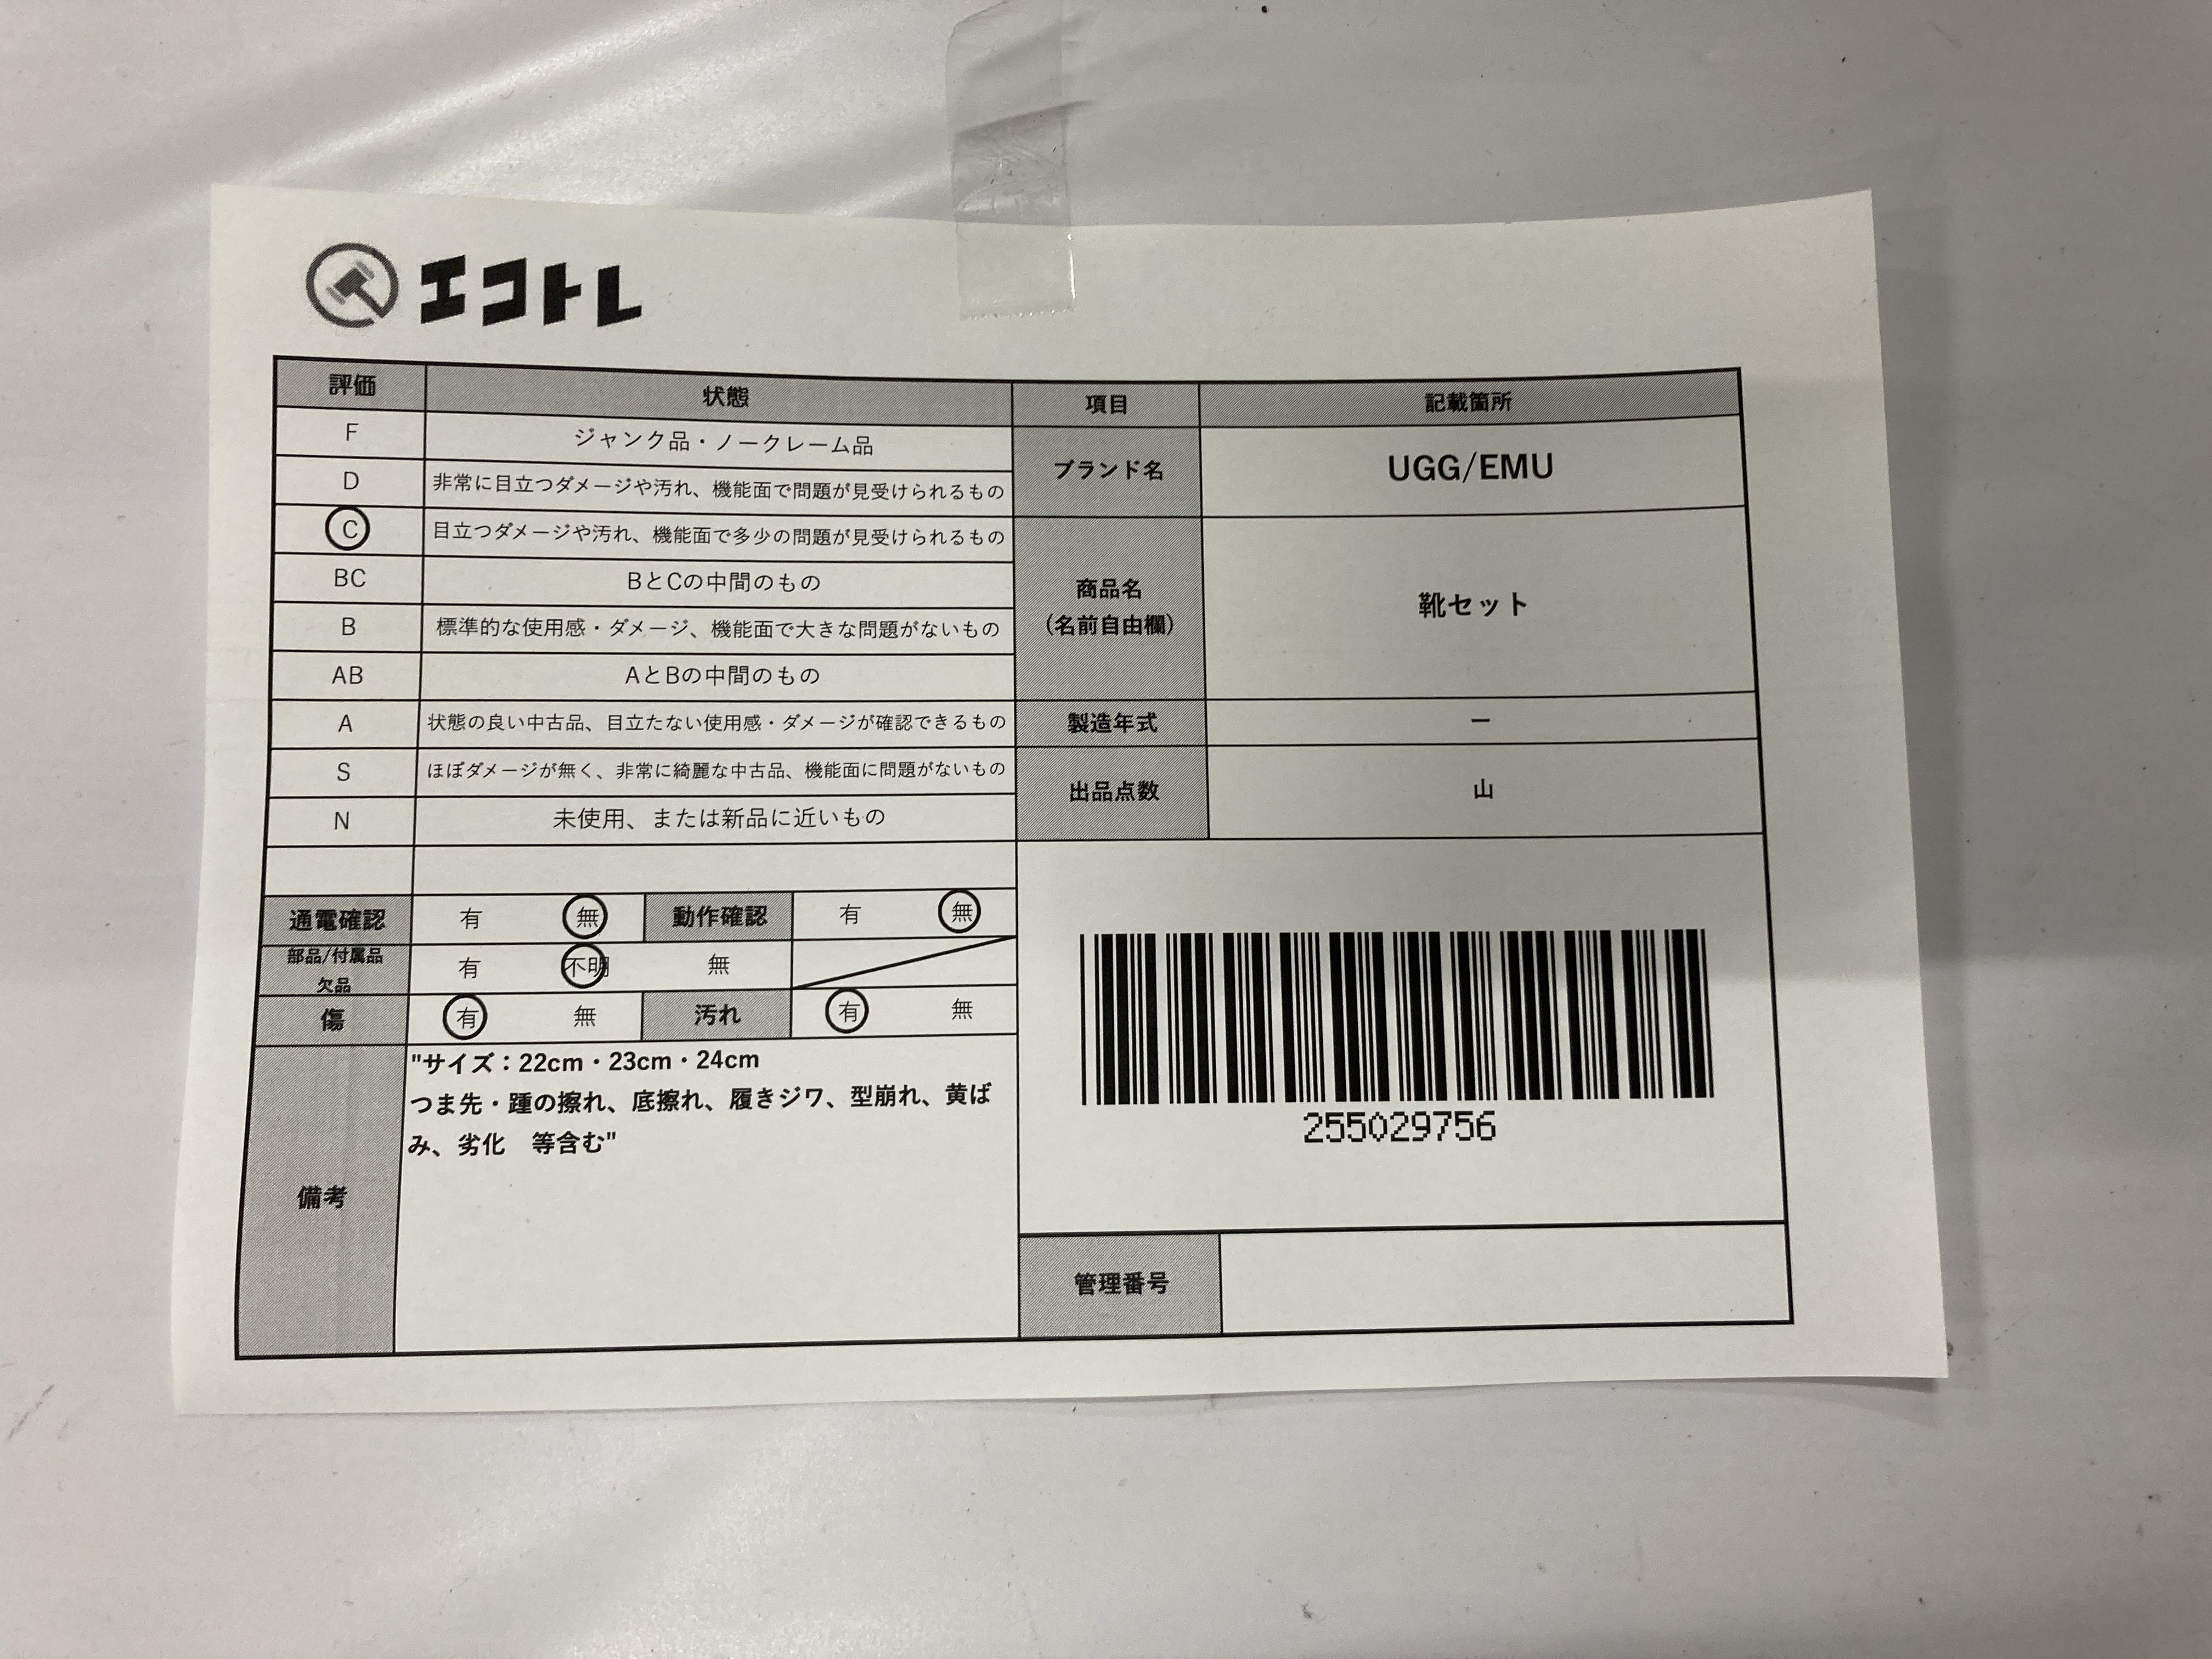 エコトレ
評価 状態 項目 記載箇所
F ジャンク品・ノークレーム品
D 非常に目立つダメージや汚れ、機能面で問題が見受けられるもの
C 目立つダメージや汚れ、機能面で多少の問題が見受けられるもの
BC BとCの中間のもの
B 標準的な使用感・ダメージ、機能面で大きな問題がないもの
AB AとBの中間のもの
A 状態の良い中古品、目立たない使用感・ダメージが確認できるもの
S ほぼダメージが無く、非常に綺麗な中古品、機能面に問題がないもの
N 未使用、または新品に近いもの
ブランド名 UGG/EMU
商品名
（名前自由欄）
靴セット
製造年式 ー
出品点数 山
通電確認 有 無 動作確認 有 無
部品/付属品
欠品
有 不明 無
傷 有 無 汚れ 有 無
備考
"サイズ：22cm・23cm・24cm
つま先・踵の擦れ、底擦れ、履きジワ、型崩れ、黄ば
み、劣化　等含む"
255029756
管理番号